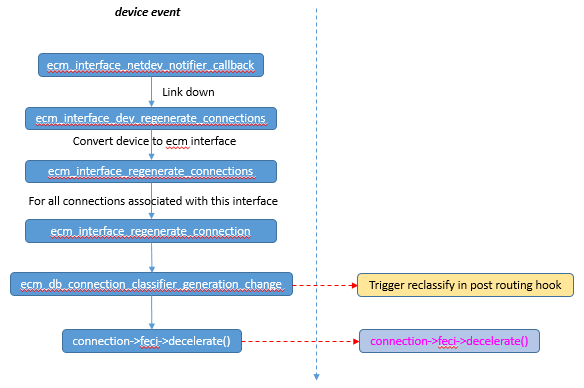 device event
ecm_interface_netdev_notifier_callback
Link down
ecm_interface_dev_regenerate_connections
Convert device to ecm interface
ecm_interface_regenerate_connections
For all connections associated with this interface
ecm_interface_regenerate_connection
ecm_db_connection_classifier_generation_change
Trigger reclassify in post routing hook
connection->feci->decelerate()
connection->feci->decelerate()